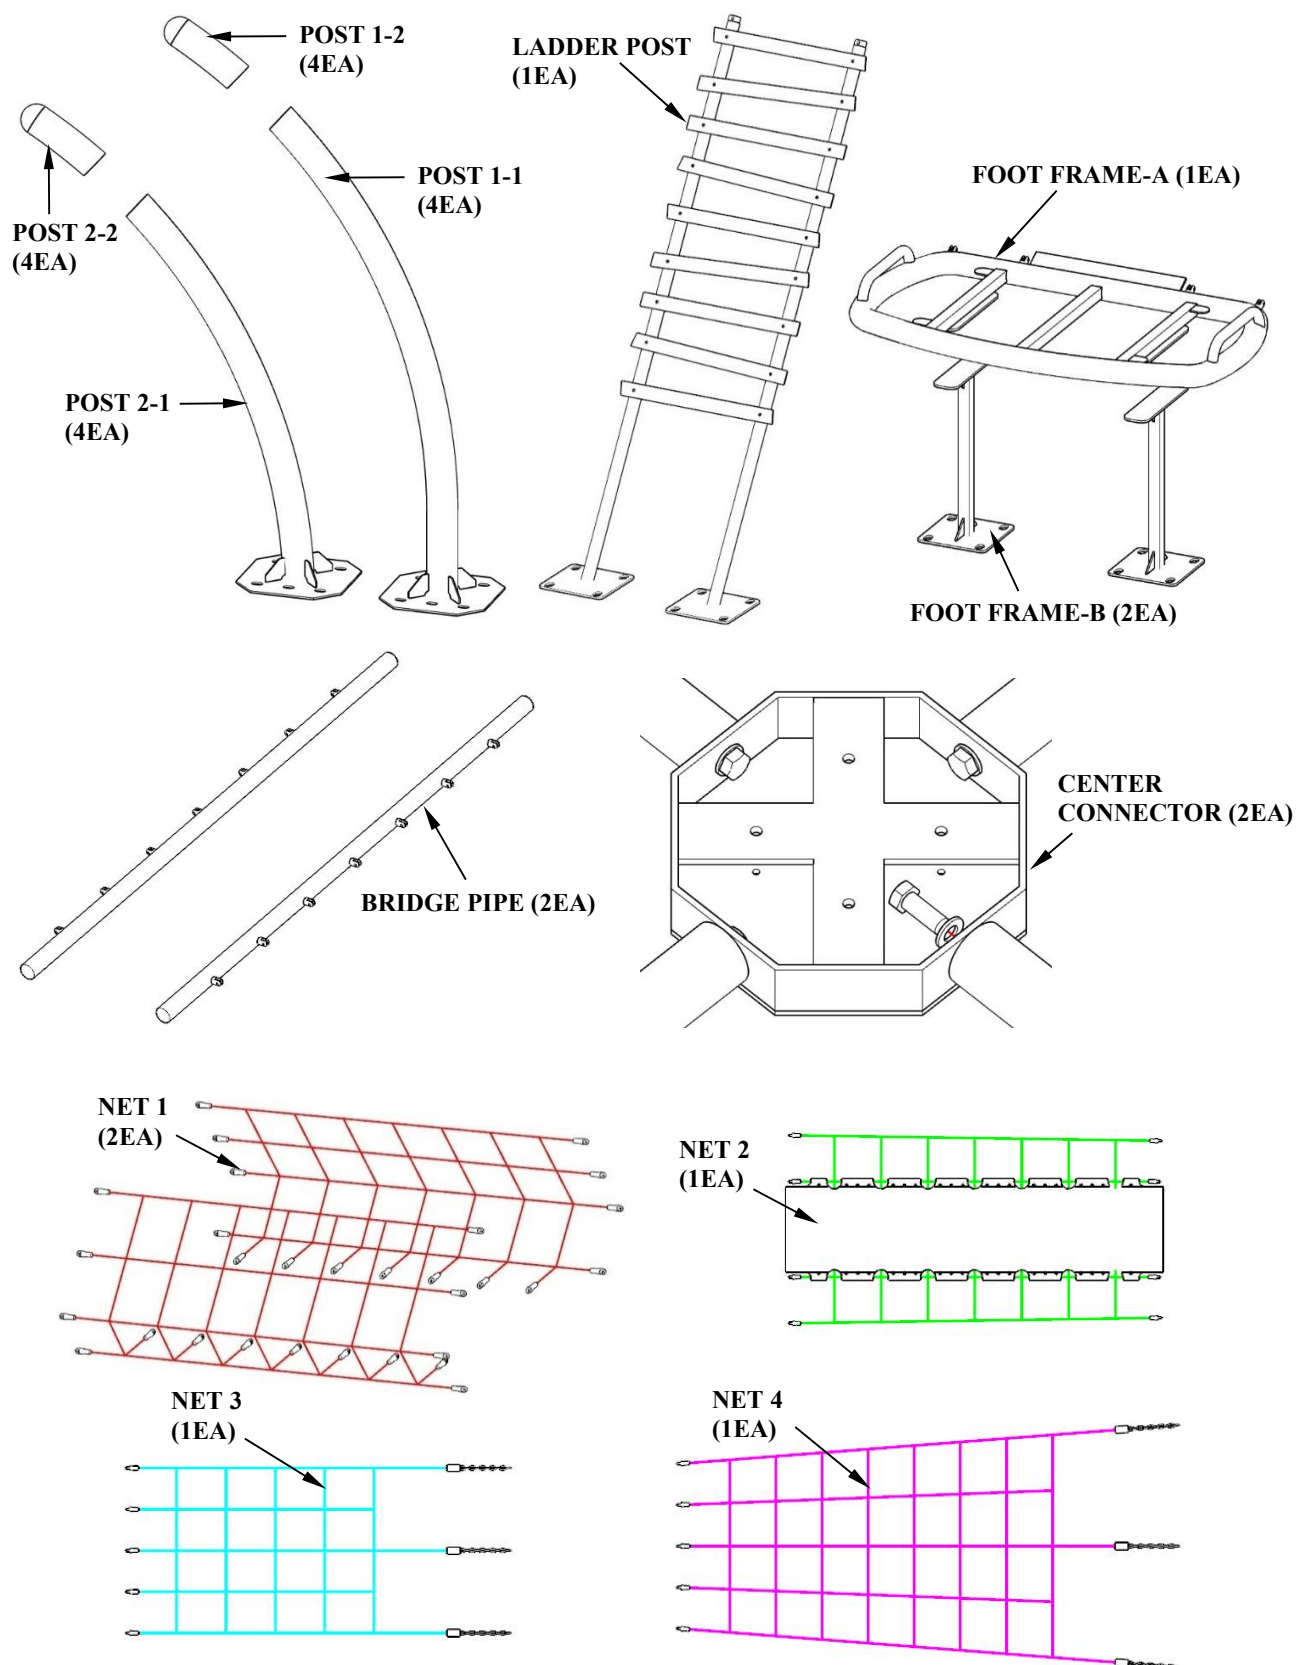 POST 1-2
(4EA)
LADDER POST
(1EA)
POST 1-1
(4EA)
FOOT FRAME-A (1EA)
POST 2-2
(4EA)
POST 2-1
(4EA)
FOOT FRAME-B (2EA)
CENTER
CONNECTOR (2EA)
BRIDGE PIPE (2EA)
NET 1
(2EA)
NET 2
(1EA)
NET 3
(1EA)
NET 4
(1EA)